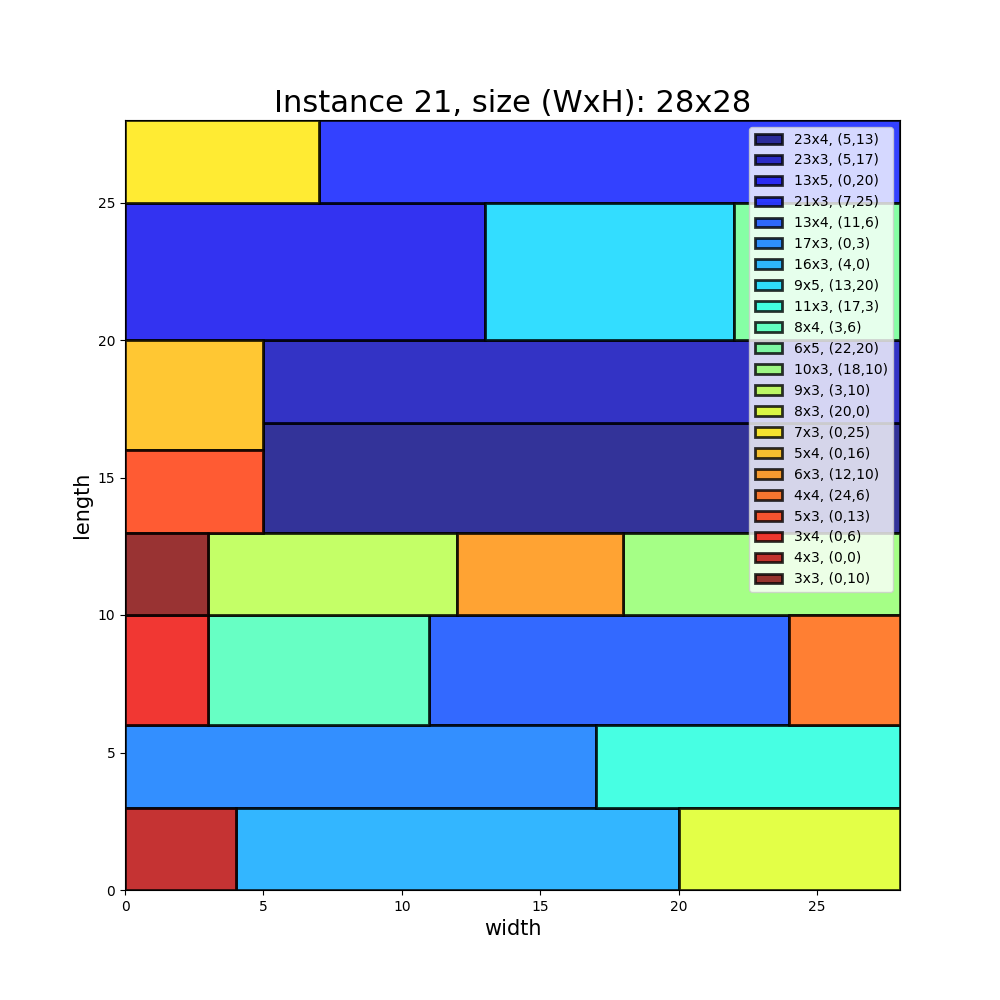 Instance 21, size (WxH): 28x28
23x4, (5,13)
23x3, (5,17)
13x5, (0,20)
21x3, (7,25)
13x4, (11,6)
17x3, (0,3)
16x3, (4,0)
9x5, (13,20)
11x3, (17,3)
8x4, (3,6)
6x5, (22,20)
10x3, (18,10)
9x3, (3,10)
8x3, (20,0)
7x3, (0,25)
5x4, (0,16)
6x3, (12,10)
4x4, (24,6)
5x3, (0,13)
3x4, (0,6)
4x3, (0,0)
3x3, (0,10)
length
25
20
15
10
5
0
0 5 10 15 20 25
width